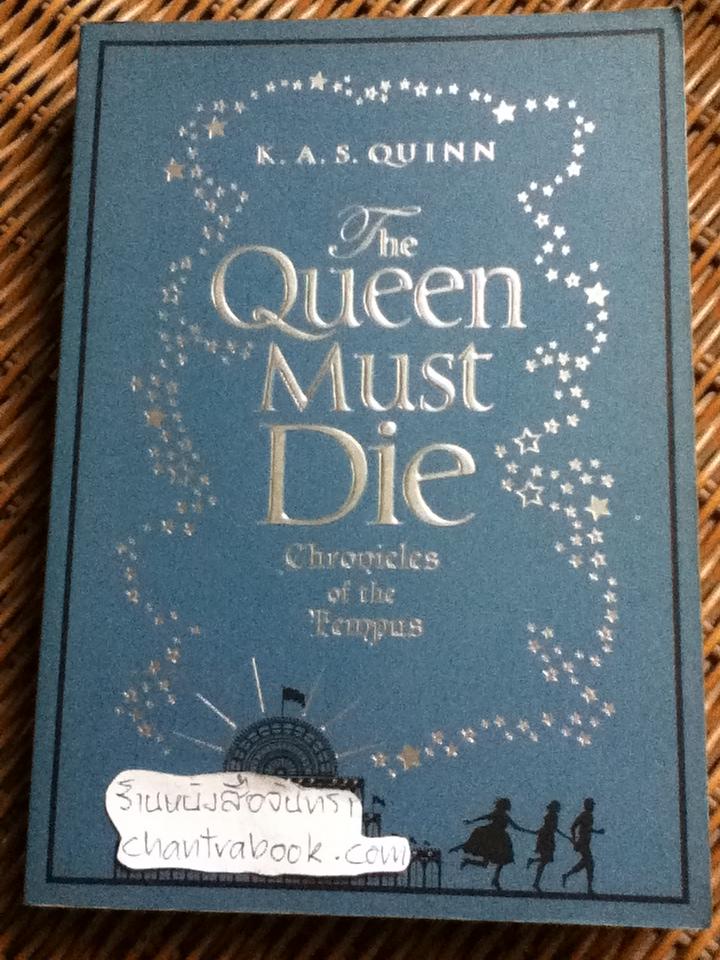 K. A. S. QUINN
The
Queen
Must
Die
Chronicles
of the
Tempus
ร้านหนังสือจันทรา
chantrabook.com